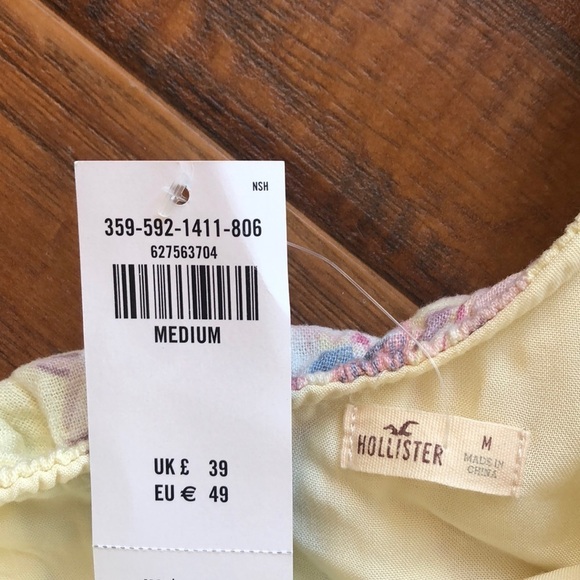 NSH
359-592-1411-806
627563704
MEDIUM
UK £ 39
EU € 49
HOLLISTER
M
MADE IN
CHINA